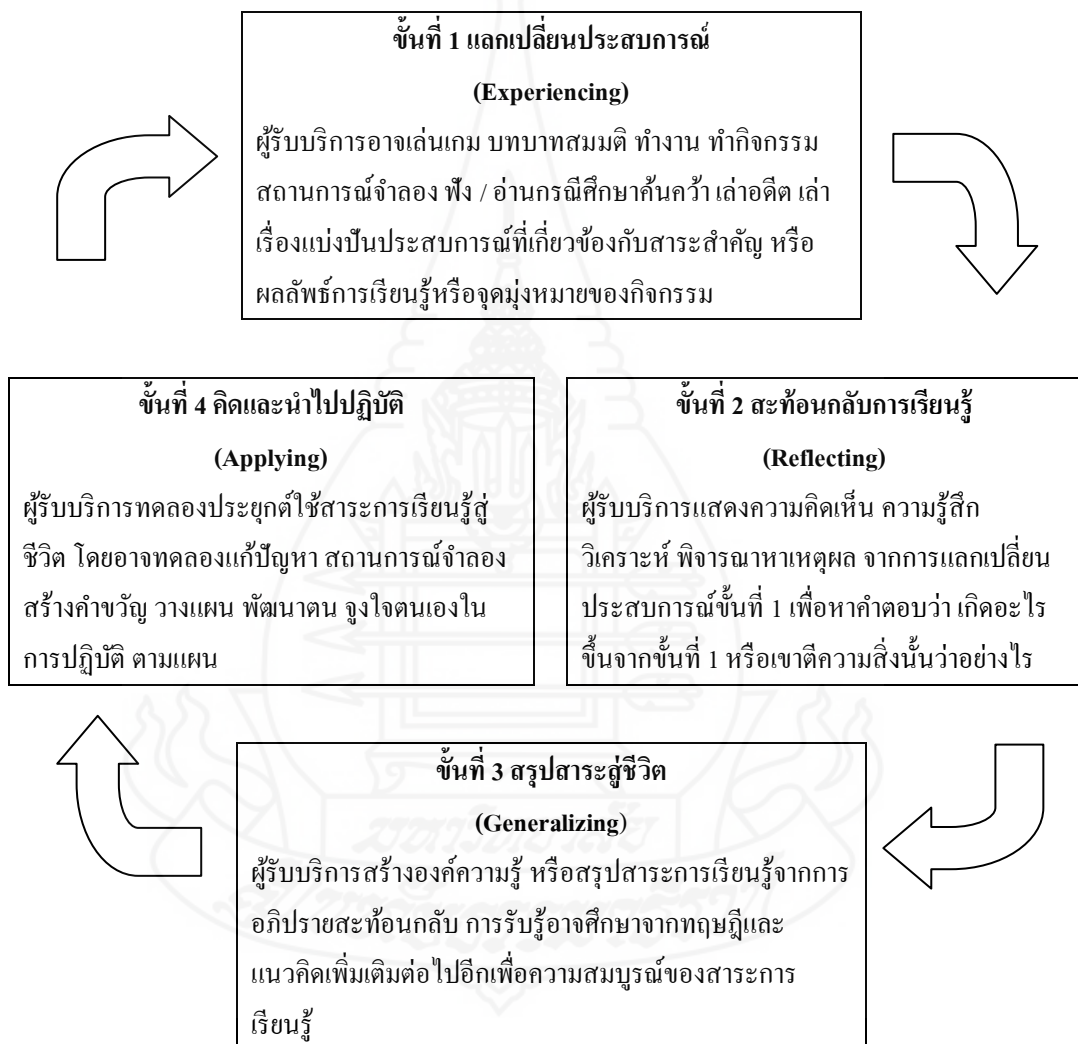 ขั้นที่ 1 แลกเปลี่ยนประสบการณ์
(Experiencing)
ผู้รับบริการอาจเล่นเกม บทบาทสมมติ ทำงาน ทำกิจกรรม
สถานการณ์จำลอง ฟัง / อ่านกรณีศึกษาค้นคว้า เล่าอดีต เล่า
เรื่องแบ่งปันประสบการณ์ที่เกี่ยวข้องกับสาระสำคัญ หรือ
ผลลัพธ์การเรียนรู้หรือจุดมุ่งหมายของกิจกรรม
ขั้นที่ 2 สะท้อนกลับการเรียนรู้
(Reflecting)
ผู้รับบริการแสดงความคิดเห็น ความรู้สึก
วิเคราะห์ พิจารณาหาเหตุผล จากการแลกเปลี่ยน
ประสบการณ์ขั้นที่ 1 เพื่อหาคำตอบว่า เกิดอะไร
ขึ้นจากขั้นที่ 1 หรือเขาตีความสิ่งนั้นว่าอย่างไร
ขั้นที่ 3 สรุปสาระสู่ชีวิต
(Generalizing)
ผู้รับบริการสร้างองค์ความรู้ หรือสรุปสาระการเรียนรู้จากการ
อภิปรายสะท้อนกลับ การรับรู้อาจศึกษาจากทฤษฎีและ
แนวคิดเพิ่มเติมต่อไปอีกเพื่อความสมบูรณ์ของสาระการ
เรียนรู้
ขั้นที่ 4 คิดและนำไปปฏิบัติ
(Applying)
ผู้รับบริการทดลองประยุกต์ใช้สาระการเรียนรู้สู่
ชีวิต โดยอาจทดลองแก้ปัญหา สถานการณ์จำลอง
สร้างคำขวัญ วางแผน พัฒนาตน จูงใจตนเองใน
การปฏิบัติ ตามแผน